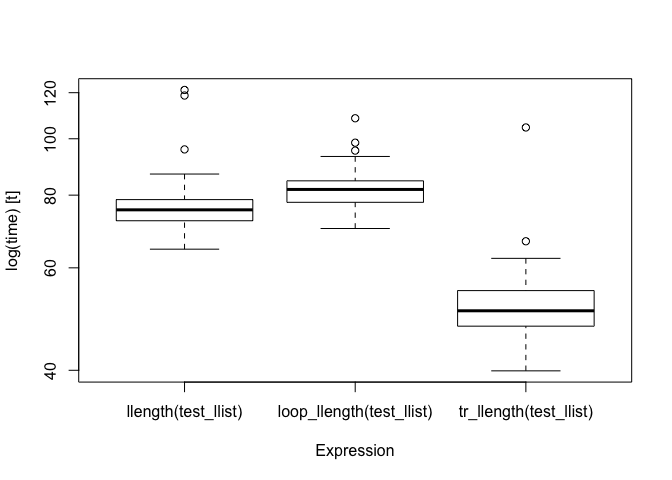 120
100
80
60
40
log(time) [t]
llength(test_llist) loop_llength(test_llist) tr_llength(test_llist)
Expression